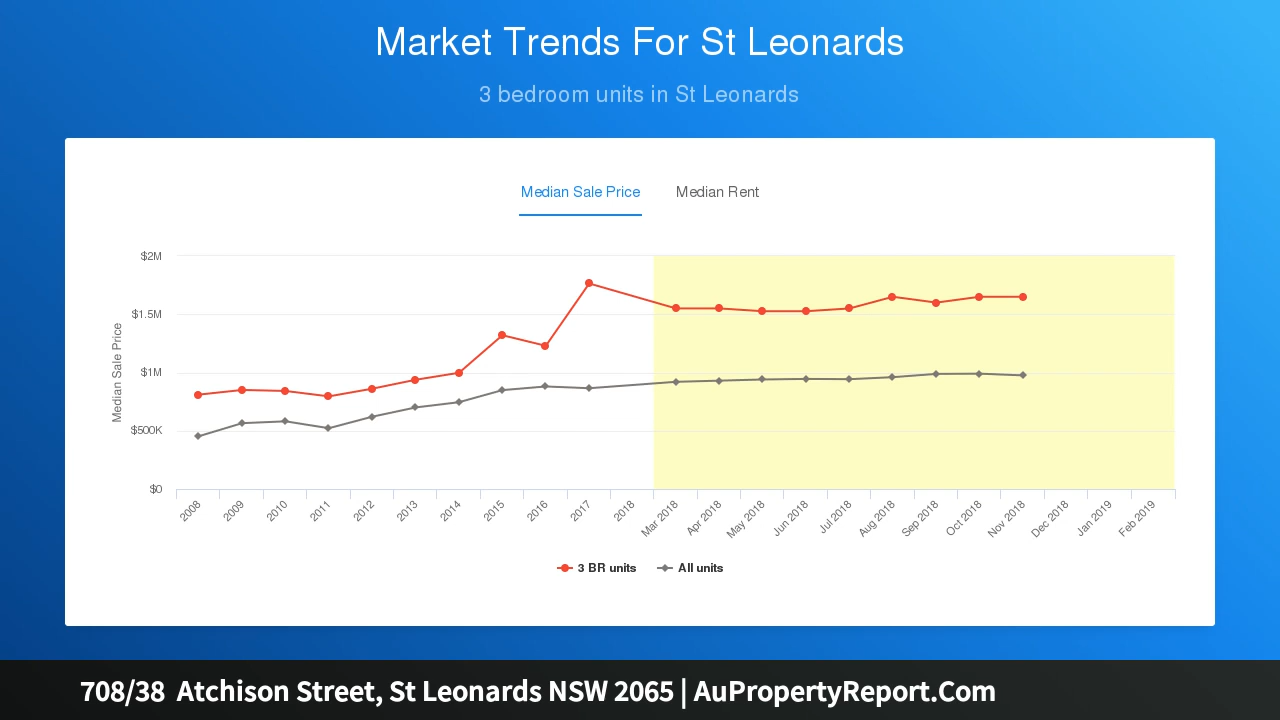 Market Trends For St Leonards
3 bedroom units in St Leonards
Median Sale Price Median Rent
Median Sale Price
$2M
$1.5M
$1M
$500K
$0
2008 2009 2010 2011 2012 2013 2014 2015 2016 2017 2018 Mar 2018 Apr 2018 May 2018 Jun 2018 Jul 2018 Aug 2018 Sep 2018 Oct 2018 Nov 2018 Dec 2018 Jan 2019 Feb 2019
3 BR units All units
708/38 Atchison Street, St Leonards NSW 2065 | AuPropertyReport.Com